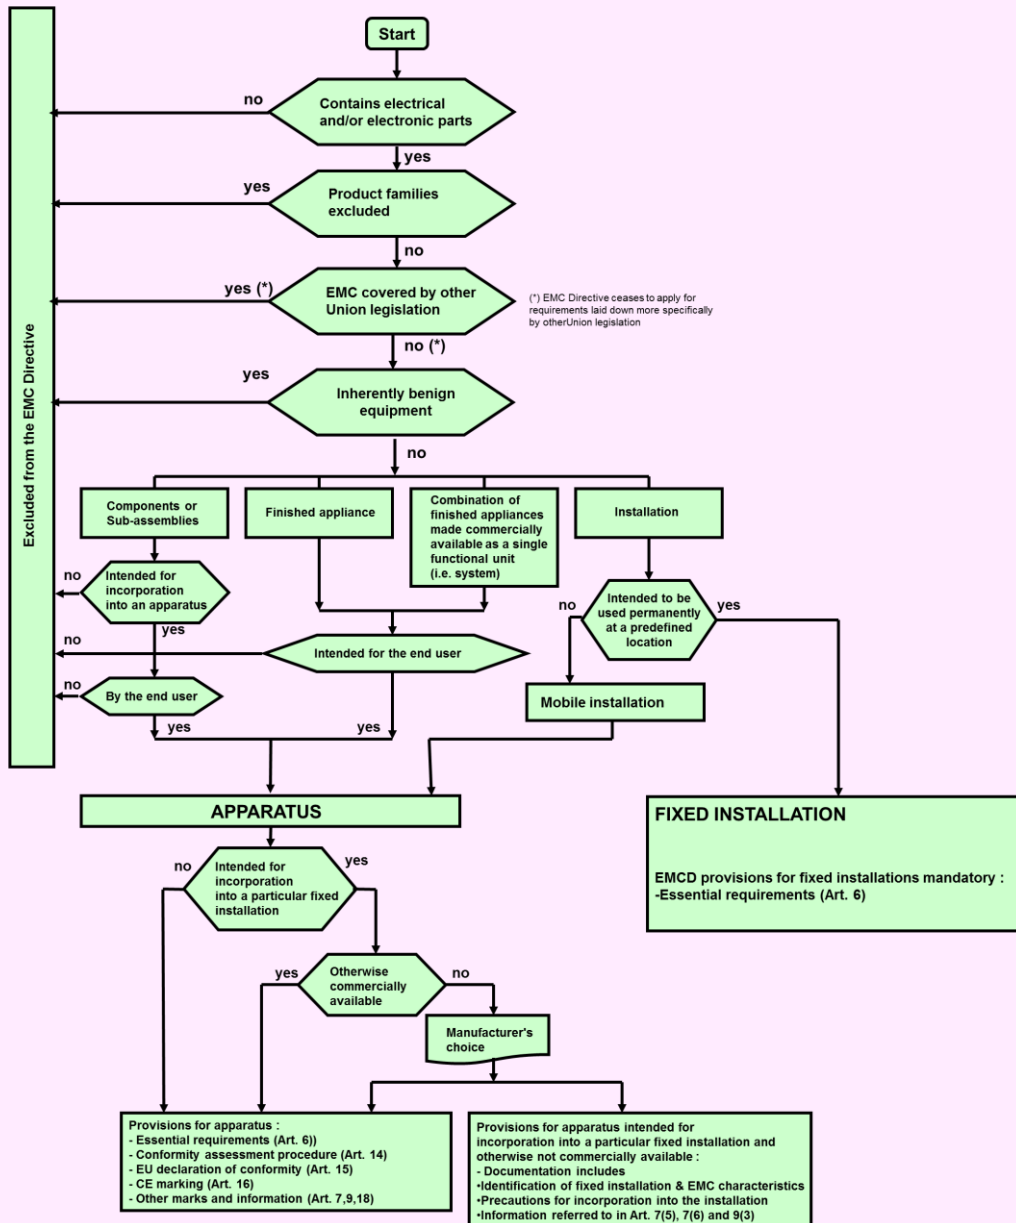 Start
Contains electrical
and/or electronic parts
no
yes
Product families
excluded
yes
no
EMC covered by other
Union legislation
yes (*)
(*) EMC Directive ceases to apply for
requirements laid down more specifically
by otherUnion legislation
no (*)
Inherently benign
equipment
yes
no
Excluded from the EMC Directive
Components or
Sub-assemblies
Finished appliance
Combination of
finished appliances
made commercially
available as a single
functional unit
(i.e. system)
Installation
no
Intended for
incorporation
into an apparatus
yes
no
Intended to be
used permanently
at a predefined
location
yes
no
Intended for the end user
no
By the end user
yes
yes
Mobile installation
APPARATUS
FIXED INSTALLATION
EMCD provisions for fixed installations mandatory :
-Essential requirements (Art. 6)
no
Intended for
incorporation
into a particular fixed
installation
yes
yes
Otherwise
commercially
available
no
Manufacturer's
choice
Provisions for apparatus :
- Essential requirements (Art. 6))
- Conformity assessment procedure (Art. 14)
- EU declaration of conformity (Art. 15)
- CE marking (Art. 16)
- Other marks and information (Art. 7,9,18)
Provisions for apparatus intended for
incorporation into a particular fixed installation and
otherwise not commercially available :
- Documentation includes
•Identification of fixed installation & EMC characteristics
•Precautions for incorporation into the installation
•Information referred to in Art. 7(5), 7(6) and 9(3)